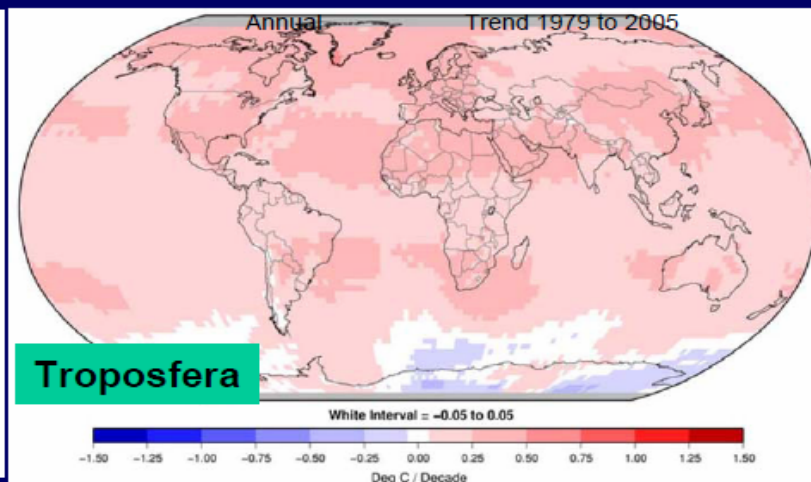 Annual Trend 1979 to 2005
Troposfera
White Interval = −0.05 to 0.05
−1.50 −1.25 −1.00 −0.75 −0.50 −0.25 0.00 0.25 0.50 0.75 1.00 1.25 1.50
Deg C / Decade